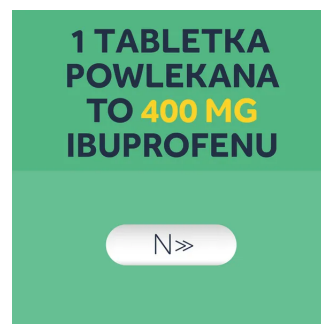 1 TABLETKA
POWLEKANA
TO 400 MG
IBUPROFENU
N>>